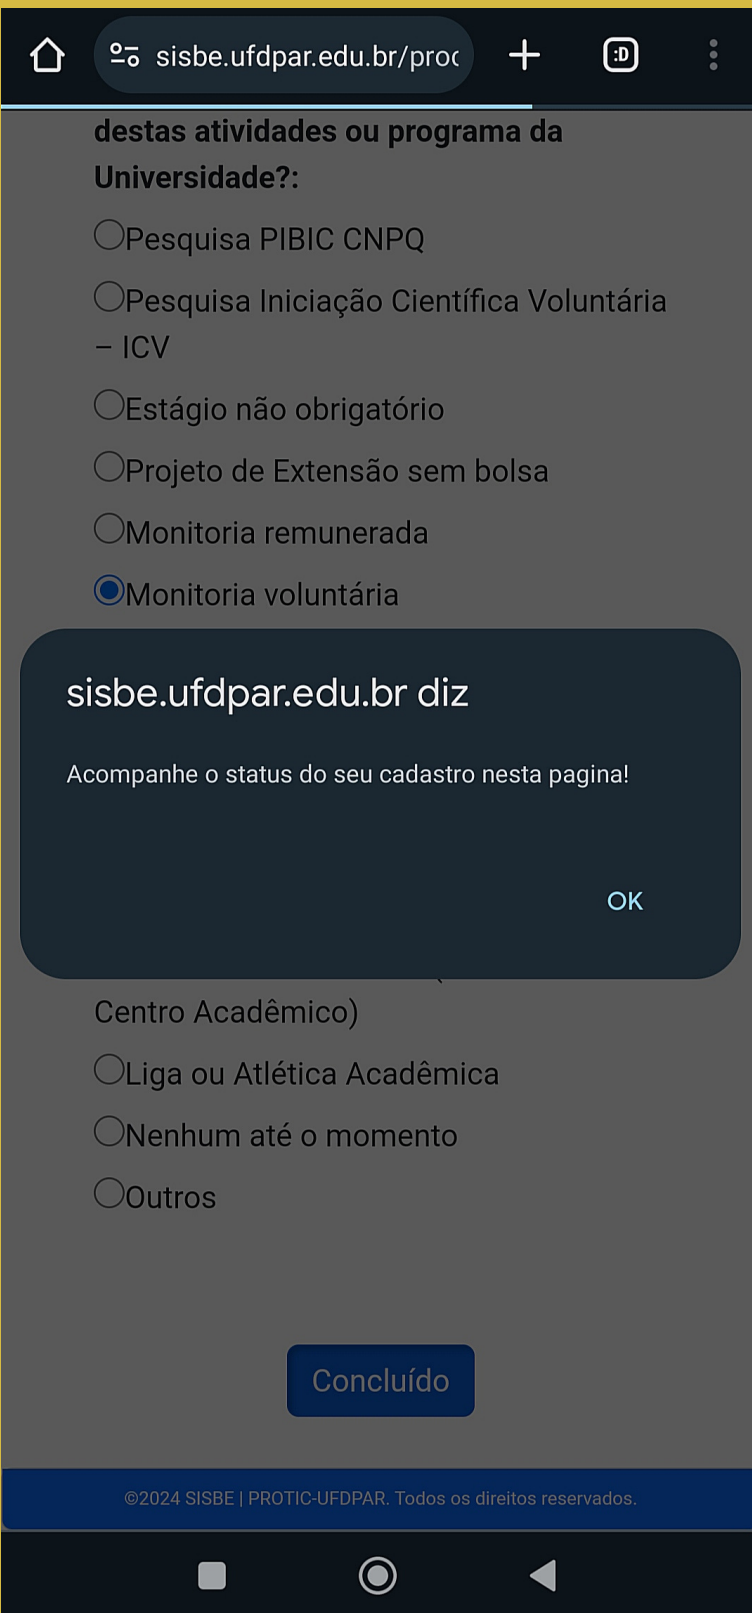 sisbe.ufdpar.edu.br/proc
:D
destas atividades ou programa da
Universidade?:
Pesquisa PIBIC CNPQ
Pesquisa Iniciação Científica Voluntária
– ICV
Estágio não obrigatório
Projeto de Extensão sem bolsa
Monitoria remunerada
Monitoria voluntária
sisbe.ufdpar.edu.br diz
Acompanhe o status do seu cadastro nesta pagina!
OK
Centro Acadêmico)
Liga ou Atlética Acadêmica
Nenhum até o momento
Outros
Concluído
©2024 SISBE | PROTIC-UFDPAR. Todos os direitos reservados.